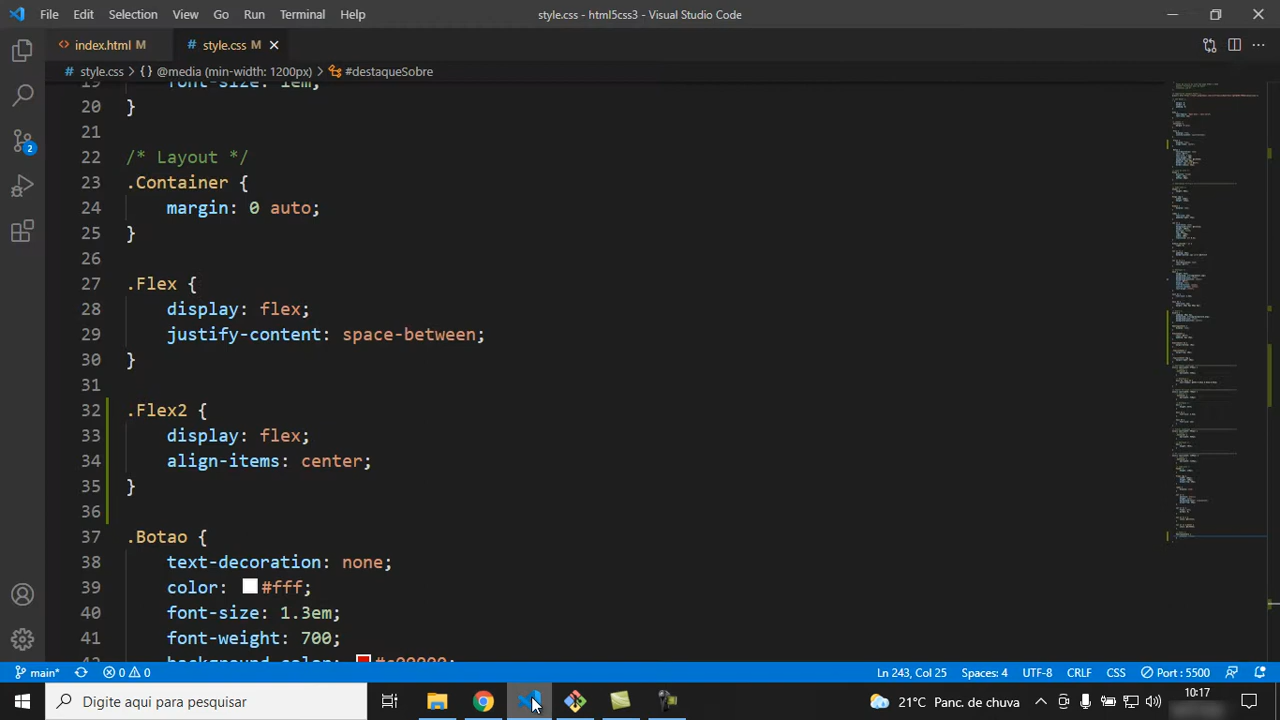 File Edit Selection View Go Run Terminal Help style.css - html5css3 - Visual Studio Code
index.html M # style.css M
# style.css > {} @media (min-width: 1200px) > #destaqueSobre
19 font-size: 1em;
20 }
21
22 /* Layout */
23 .Container {
24 margin: 0 auto;
25 }
26
27 .Flex {
28 display: flex;
29 justify-content: space-between;
30 }
31
32 .Flex2 {
33 display: flex;
34 align-items: center;
35 }
36
37 .Botao {
38 text-decoration: none;
39 color: #fff;
40 font-size: 1.3em;
41 font-weight: 700;
42 background-color:
2
main* 0 0 Ln 243, Col 25 Spaces: 4 UTF-8 CRLF CSS Port : 5500
Digite aqui para pesquisar 21°C Panc. de chuva 10:17